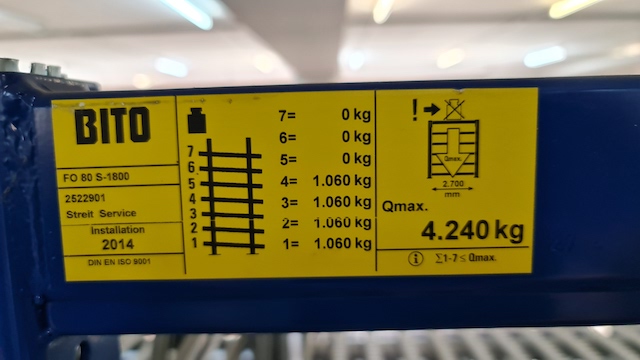 BITO
FO 80 S-1800
2522901
Streit Service
Installation
2014
DIN EN ISO 9001
7
6
5
4
3
2
1
7= 0 kg
6= 0 kg
5= 0 kg
4= 1.060 kg
3= 1.060 kg
2= 1.060 kg
1= 1.060 kg
!
Qmax.
2.700
mm
Qmax.
4.240 kg
i Σ1-7 ≤ Qmax.